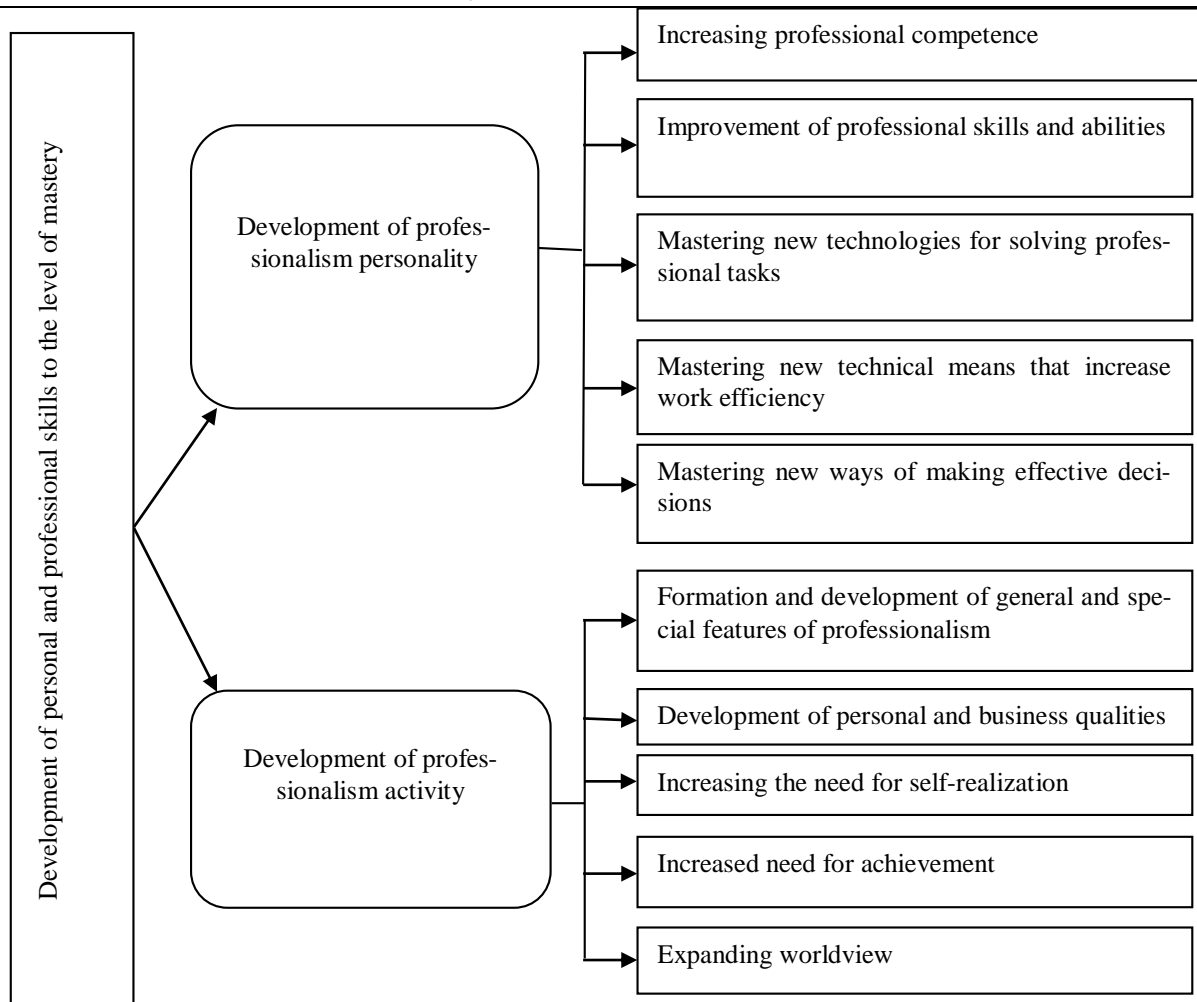 Development of personal and professional skills to the level of mastery
Development of profes-
sionalism personality
Increasing professional competence
Improvement of professional skills and abilities
Mastering new technologies for solving profes-
sional tasks
Mastering new technical means that increase
work efficiency
Mastering new ways of making effective deci-
sions
Development of profes-
sionalism activity
Formation and development of general and spe-
cial features of professionalism
Development of personal and business qualities
Increasing the need for self-realization
Increased need for achievement
Expanding worldview